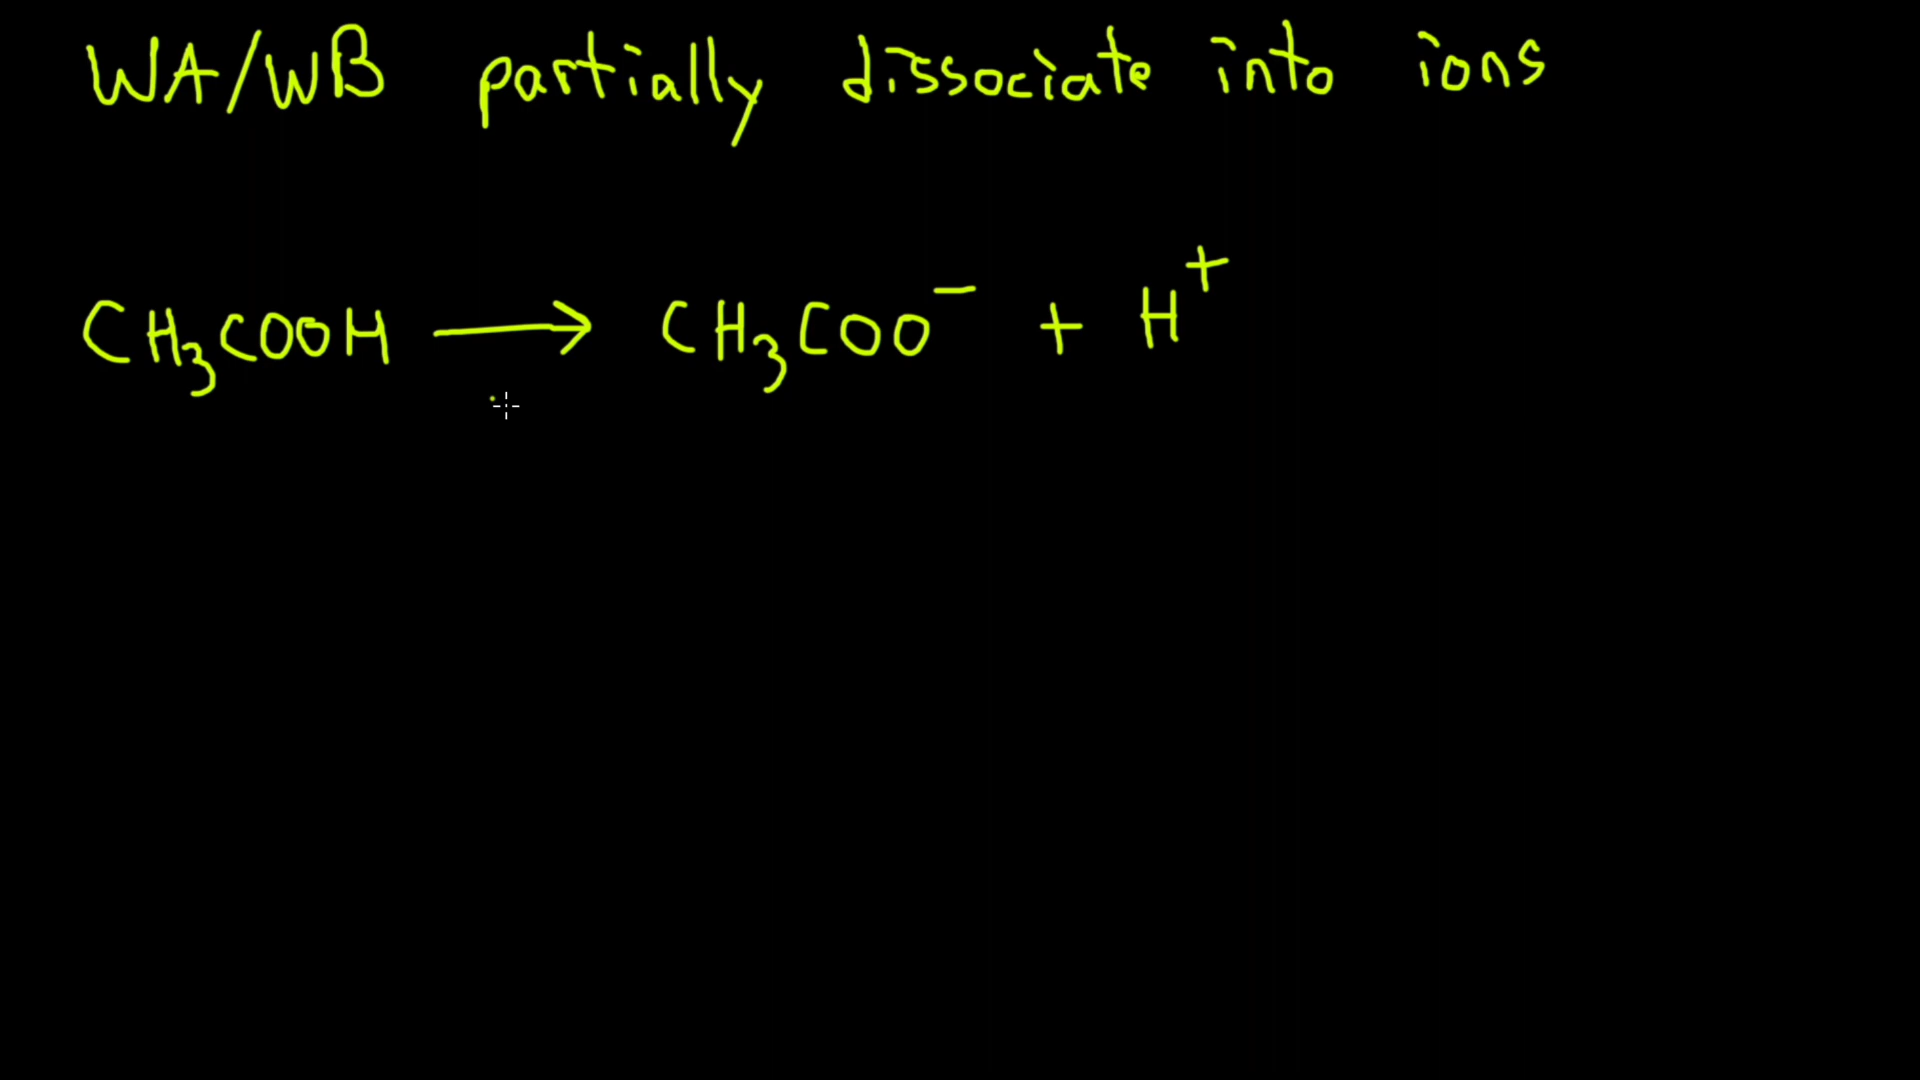 WA/WB partially dissociate into ions
CH₃COOH → CH₃COO⁻ + H⁺